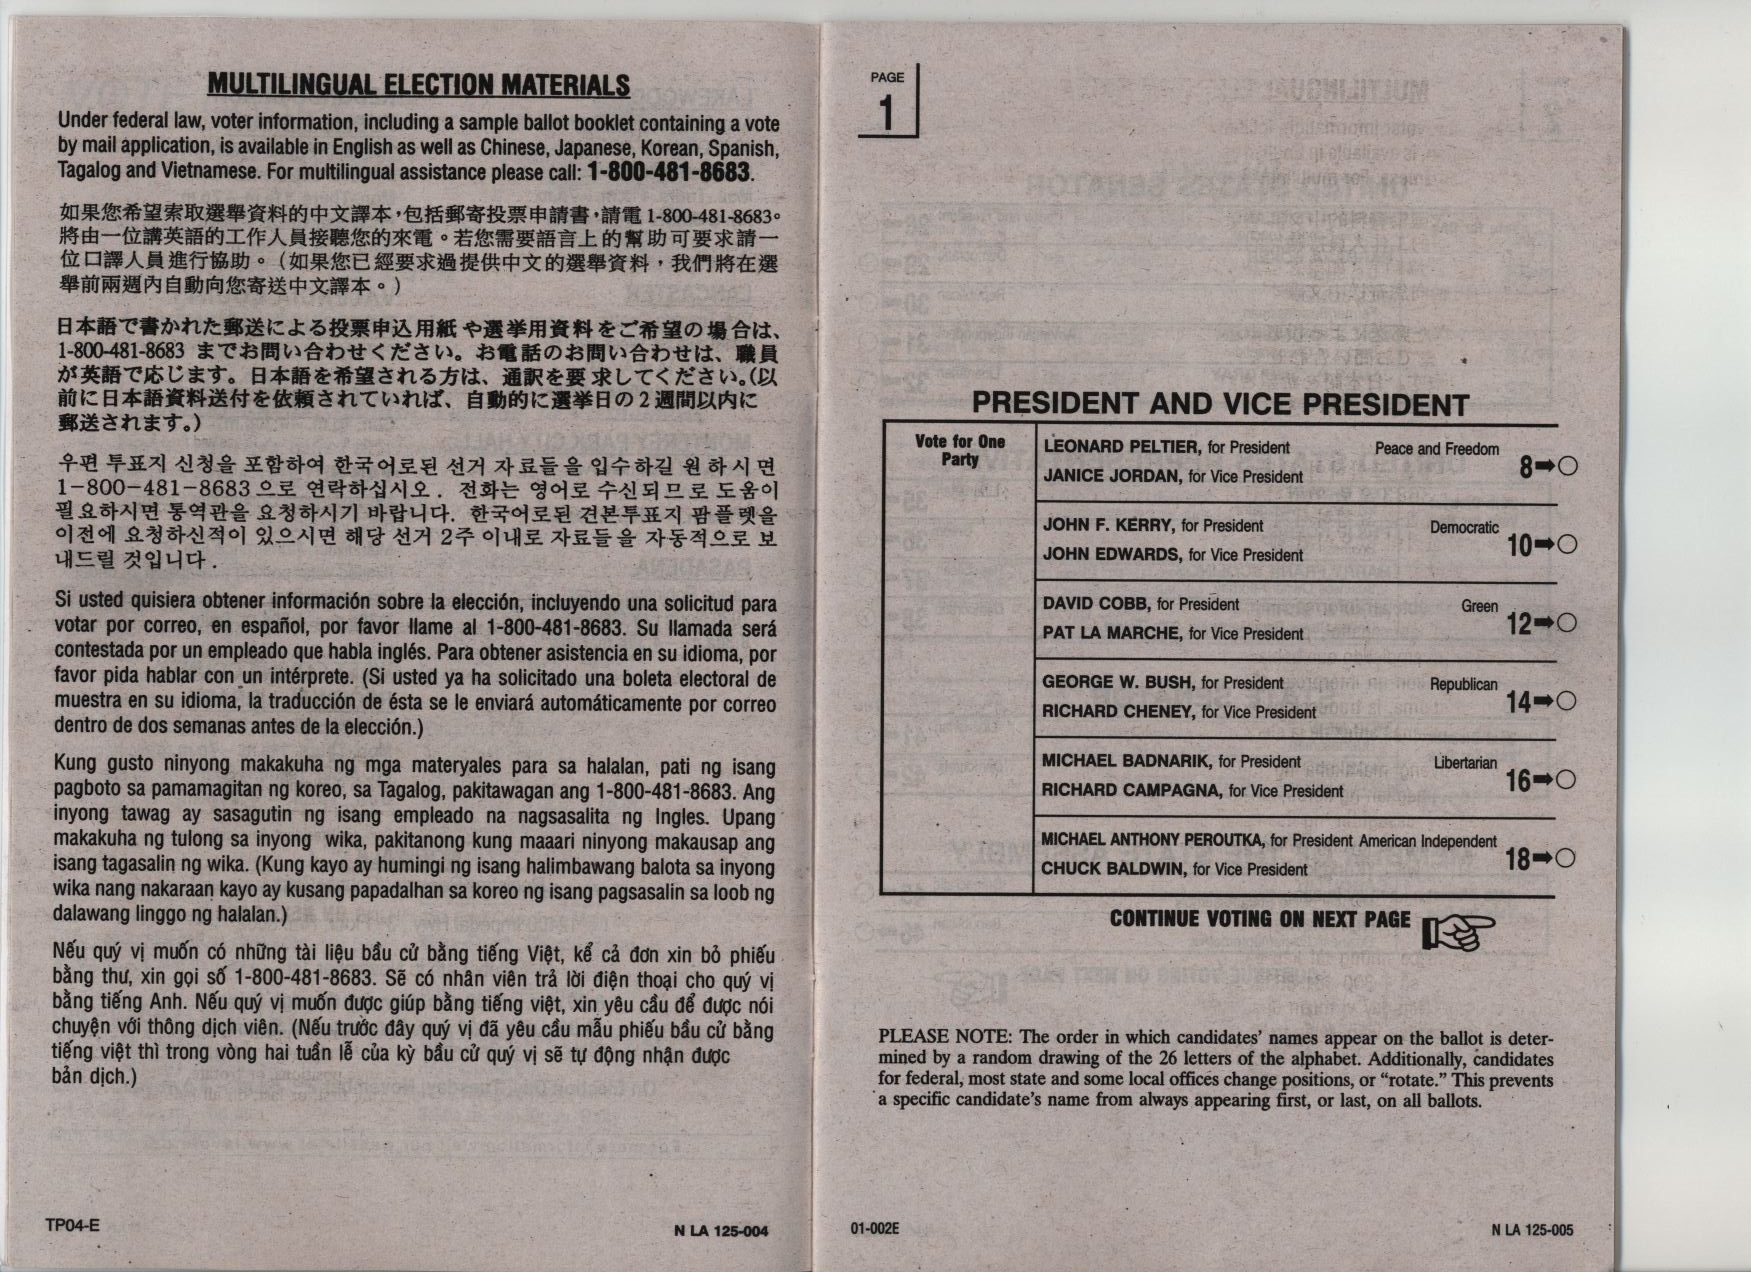 MULTILINGUAL ELECTION MATERIALS
Under federal law, voter information, including a sample ballot booklet containing a vote
by mail application, is available in English as well as Chinese, Japanese, Korean, Spanish,
Tagalog and Vietnamese. For multilingual assistance please call: 1-800-481-8683.
如果您希望索取選舉資料的中文譯本，包括郵寄投票申請書，請電 1-800-481-8683。
將由一位講英語的工作人員接聽您的來電。若您需要語言上的幫助可要求請一
位口譯人員進行協助。（如果您已經要求過提供中文的選舉資料，我們將在選
舉前兩週內自動向您寄送中文譯本。）
日本語で書かれた郵送による投票申込用紙や選挙用資料をご希望の場合は、
1-800-481-8683 までお問い合わせください。お電話のお問い合わせは、職員
が英語で応じます。日本語を希望される方は、通訳を要求してください。(以
前に日本語資料送付を依頼されていれば、自動的に選挙日の２週間以内に
郵送されます。)
우편 투표지 신청을 포함하여 한국어로된 선거 자료들을 입수하길 원하시면
1-800-481-8683으로 연락하십시오. 전화는 영어로 수신되므로 도움이
필요하시면 통역관을 요청하시기 바랍니다. 한국어로된 견본투표지 팜플렛을
이전에 요청하신적이 있으시면 해당 선거 2주 이내로 자료들을 자동적으로 보
내드릴 것입니다.
Si usted quisiera obtener información sobre la elección, incluyendo una solicitud para
votar por correo, en español, por favor llame al 1-800-481-8683. Su llamada será
contestada por un empleado que habla inglés. Para obtener asistencia en su idioma, por
favor pida hablar con un intérprete. (Si usted ya ha solicitado una boleta electoral de
muestra en su idioma, la traducción de ésta se le enviará automáticamente por correo
dentro de dos semanas antes de la elección.)
Kung gusto ninyong makakuha ng mga materyales para sa halalan, pati ng isang
pagboto sa pamamagitan ng koreo, sa Tagalog, pakitawagan ang 1-800-481-8683. Ang
inyong tawag ay sasagutin ng isang empleado na nagsasalita ng Ingles. Upang
makakuha ng tulong sa inyong wika, pakitanong kung maaari ninyong makausap ang
isang tagasalin ng wika. (Kung kayo ay humingi ng isang halimbawang balota sa inyong
wika nang nakaraan kayo ay kusang papadalhan sa koreo ng isang pagsasalin sa loob ng
dalawang linggo ng halalan.)
Nếu quý vị muốn có những tài liệu bầu cử bằng tiếng Việt, kể cả đơn xin bỏ phiếu
bằng thư, xin gọi số 1-800-481-8683. Sẽ có nhân viên trả lời điện thoại cho quý vị
bằng tiếng Anh. Nếu quý vị muốn được giúp bằng tiếng việt, xin yêu cầu để được nói
chuyện với thông dịch viên. (Nếu trước đây quý vị đã yêu cầu mẫu phiếu bầu cử bằng
tiếng việt thì trong vòng hai tuần lễ của kỳ bầu cử quý vị sẽ tự động nhận được
bản dịch.)
TP04-E
N LA 125-004
PAGE
1
PRESIDENT AND VICE PRESIDENT
Vote for One
Party
LEONARD PELTIER, for President Peace and Freedom
JANICE JORDAN, for Vice President
8➡○
JOHN F. KERRY, for President Democratic
JOHN EDWARDS, for Vice President
10➡○
DAVID COBB, for President Green
PAT LA MARCHE, for Vice President
12➡○
GEORGE W. BUSH, for President Republican
RICHARD CHENEY, for Vice President
14➡○
MICHAEL BADNARIK, for President Libertarian
RICHARD CAMPAGNA, for Vice President
16➡○
MICHAEL ANTHONY PEROUTKA, for President American Independent
CHUCK BALDWIN, for Vice President
18➡○
CONTINUE VOTING ON NEXT PAGE
PLEASE NOTE: The order in which candidates' names appear on the ballot is deter-
mined by a random drawing of the 26 letters of the alphabet. Additionally, candidates
for federal, most state and some local offices change positions, or "rotate." This prevents
a specific candidate's name from always appearing first, or last, on all ballots.
01-002E
N LA 125-005